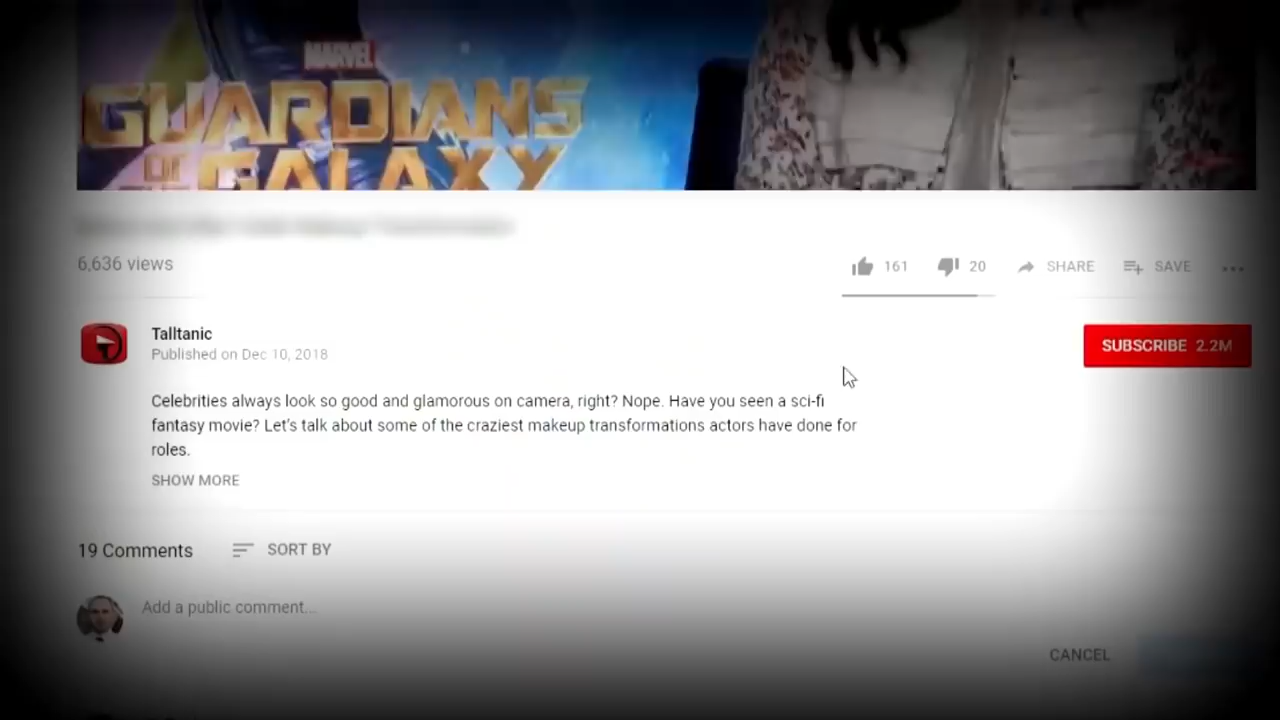 MARVEL
GUARDIANS
OF
GALAXY
6,636 views
161
20
SHARE
SAVE
Talltanic
Published on Dec 10, 2018
SUBSCRIBE 2.2M
Celebrities always look so good and glamorous on camera, right? Nope. Have you seen a sci-fi
fantasy movie? Let's talk about some of the craziest makeup transformations actors have done for
roles.
SHOW MORE
19 Comments
SORT BY
Add a public comment...
CANCEL